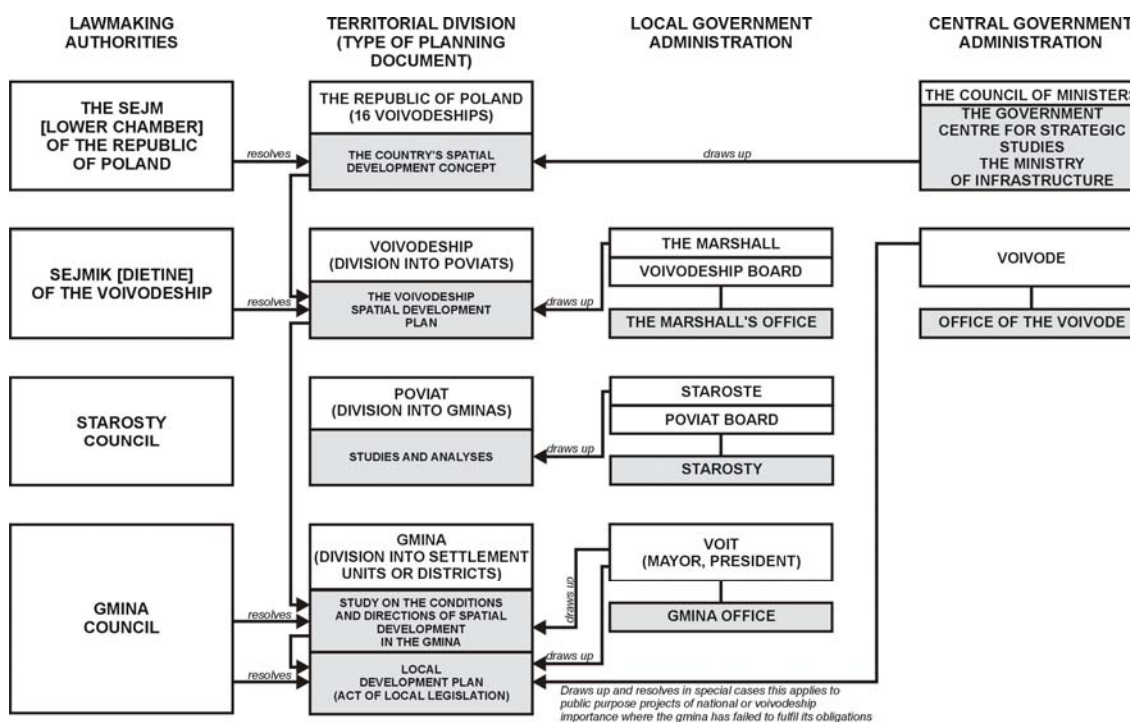 LAWMAKING
AUTHORITIES
TERRITORIAL DIVISION
(TYPE OF PLANNING
DOCUMENT)
LOCAL GOVERNMENT
ADMINISTRATION
CENTRAL GOVERNMENT
ADMINISTRATION
THE SEJM
[LOWER CHAMBER]
OF THE REPUBLIC
OF POLAND
resolves
THE REPUBLIC OF POLAND
(16 VOIVODESHIPS)
THE COUNTRY'S SPATIAL
DEVELOPMENT CONCEPT
draws up
THE COUNCIL OF MINISTERS
THE GOVERNMENT
CENTRE FOR STRATEGIC
STUDIES
THE MINISTRY
OF INFRASTRUCTURE
SEJMIK [DIETINE]
OF THE VOIVODESHIP
resolves
VOIVODESHIP
(DIVISION INTO POVIATS)
THE VOIVODESHIP
SPATIAL DEVELOPMENT
PLAN
draws up
THE MARSHALL
VOIVODESHIP BOARD
THE MARSHALL'S OFFICE
VOIVODE
OFFICE OF THE VOIVODE
STAROSTY
COUNCIL
POVIAT
(DIVISION INTO GMINAS)
STUDIES AND ANALYSES
draws up
STAROSTE
POVIAT BOARD
STAROSTY
GMINA
COUNCIL
resolves
resolves
GMINA
(DIVISION INTO SETTLEMENT
UNITS OR DISTRICTS)
STUDY ON THE CONDITIONS
AND DIRECTIONS OF SPATIAL
DEVELOPMENT
IN THE GMINA
LOCAL
DEVELOPMENT PLAN
(ACT OF LOCAL LEGISLATION)
draws up
draws up
VOIT
(MAYOR, PRESIDENT)
GMINA OFFICE
Draws up and resolves in special cases this applies to
public purpose projects of national or voivodeship
importance where the gmina has failed to fulfil its obligations